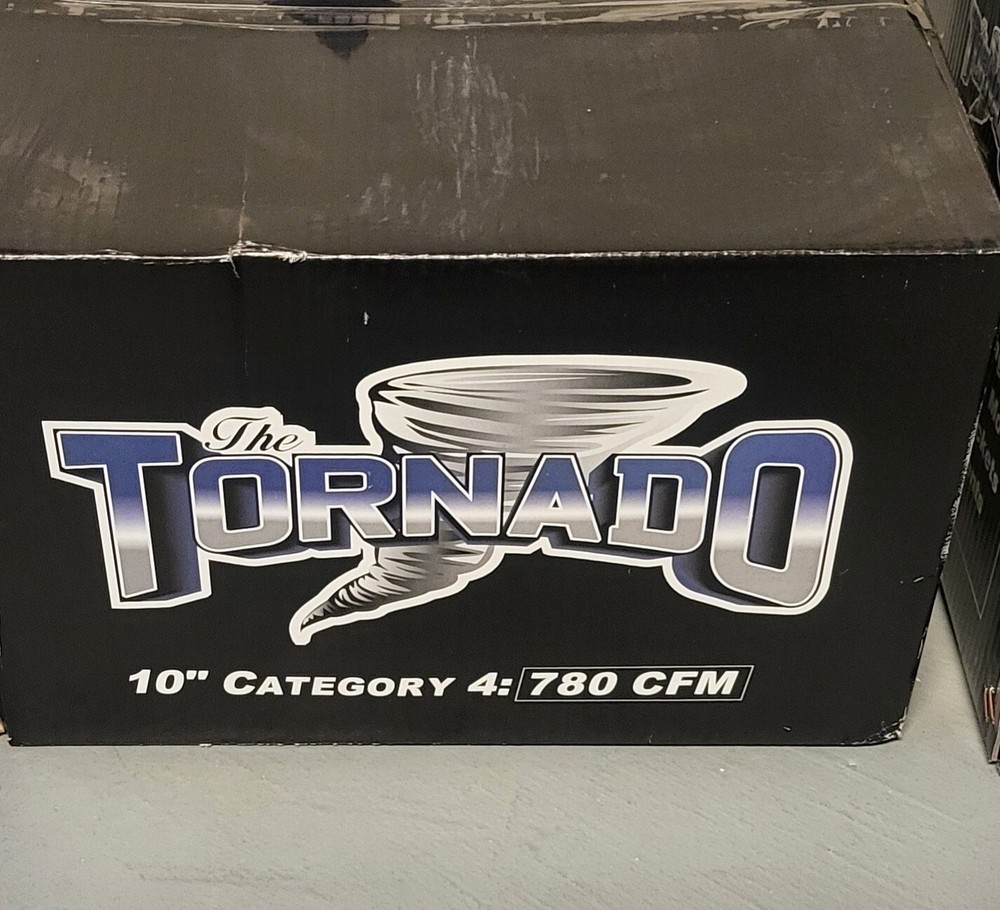 The
TORNADO
10" CATEGORY 4: 780 CFM